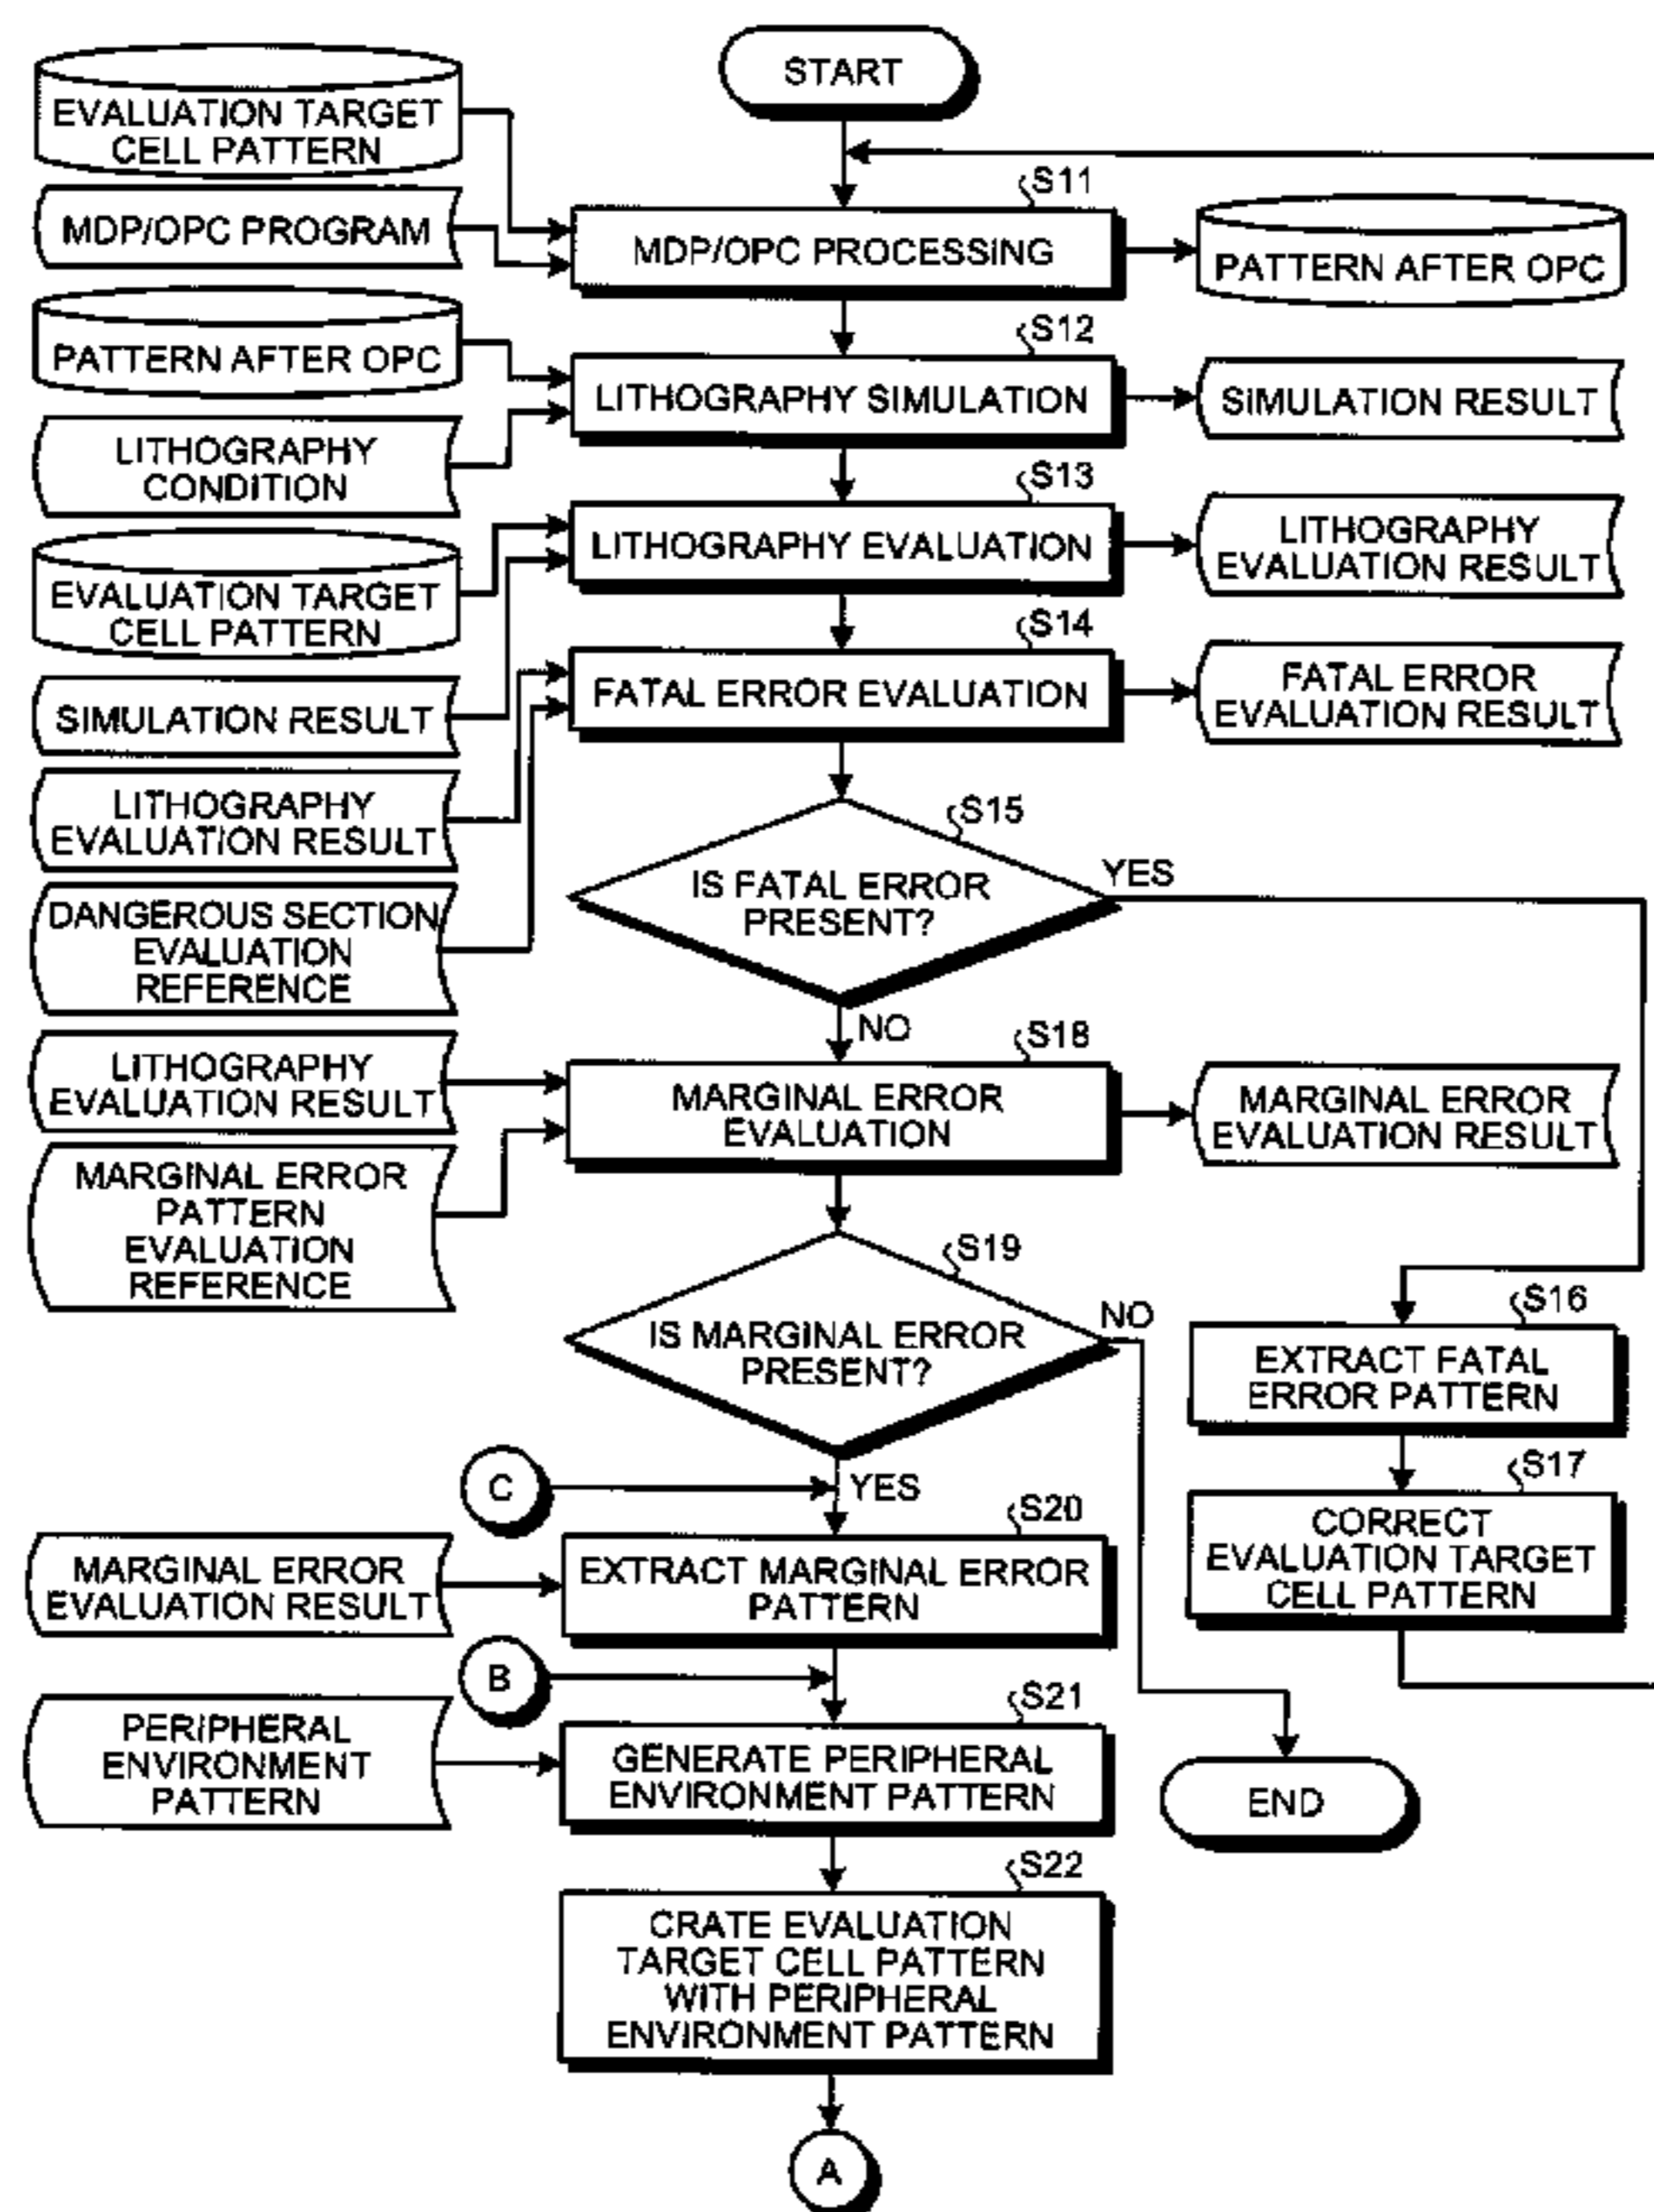 START
EVALUATION TARGET
CELL PATTERN
MDP/OPC PROGRAM
S11
MDP/OPC PROCESSING
PATTERN AFTER OPC
PATTERN AFTER OPC
LITHOGRAPHY
CONDITION
S12
LITHOGRAPHY SIMULATION
SIMULATION RESULT
EVALUATION TARGET
CELL PATTERN
SIMULATION RESULT
S13
LITHOGRAPHY EVALUATION
LITHOGRAPHY
EVALUATION RESULT
LITHOGRAPHY
EVALUATION RESULT
DANGEROUS SECTION
EVALUATION
REFERENCE
S14
FATAL ERROR EVALUATION
FATAL ERROR
EVALUATION RESULT
S15
IS FATAL ERROR
PRESENT?
YES
NO
LITHOGRAPHY
EVALUATION RESULT
MARGINAL ERROR
PATTERN
EVALUATION
REFERENCE
S18
MARGINAL ERROR
EVALUATION
MARGINAL ERROR
EVALUATION RESULT
S19
IS MARGINAL ERROR
PRESENT?
NO
YES
S16
EXTRACT FATAL
ERROR PATTERN
S17
CORRECT
EVALUATION TARGET
CELL PATTERN
C
MARGINAL ERROR
EVALUATION RESULT
S20
EXTRACT MARGINAL ERROR
PATTERN
B
PERIPHERAL
ENVIRONMENT
PATTERN
S21
GENERATE PERIPHERAL
ENVIRONMENT PATTERN
END
S22
CRATE EVALUATION
TARGET CELL PATTERN
WITH PERIPHERAL
ENVIRONMENT PATTERN
A